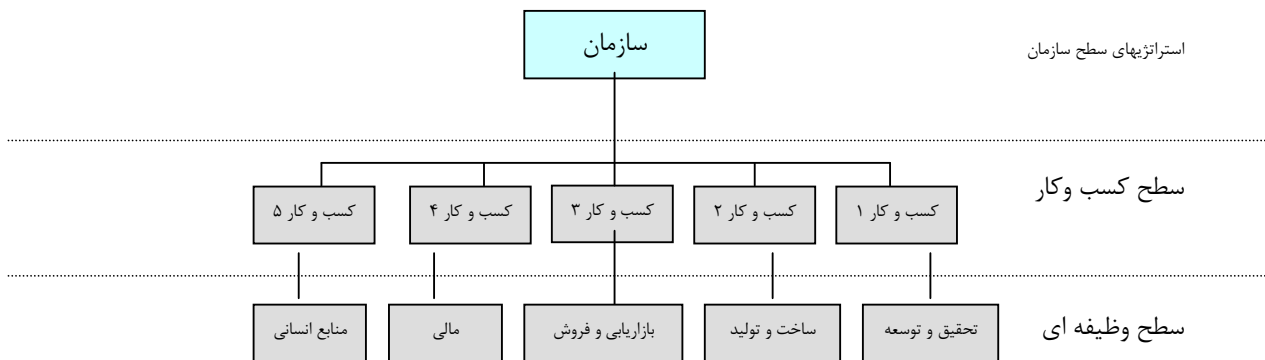 سازمان
استراتژیهای سطح سازمان
سطح کسب وکار
کسب و کار ۱
کسب و کار ۲
کسب و کار ۳
کسب و کار ۴
کسب و کار ۵
سطح وظیفه ای
تحقیق و توسعه
ساخت و تولید
بازاریابی و فروش
مالی
منابع انسانی